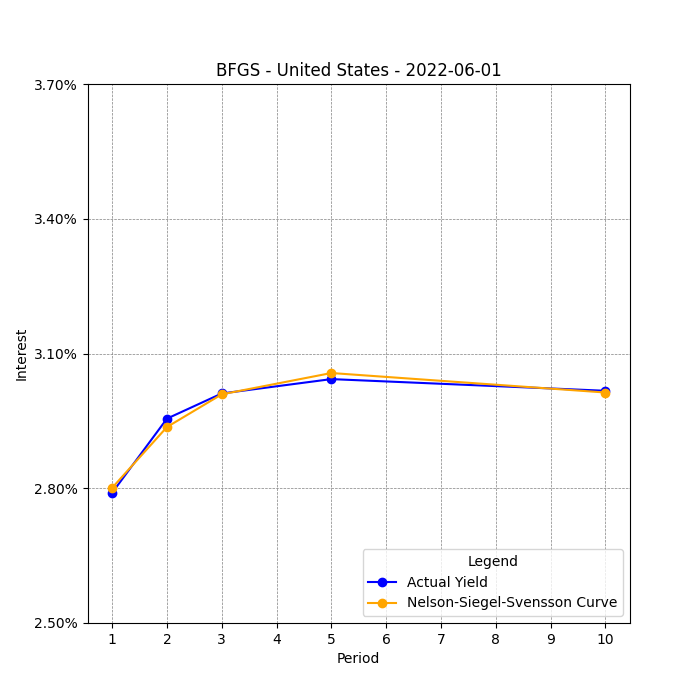 BFGS - United States - 2022-06-01
3.70%
3.40%
3.10%
2.80%
2.50%
Interest
Legend
Actual Yield
Nelson-Siegel-Svensson Curve
1 2 3 4 5 6 7 8 9 10
Period